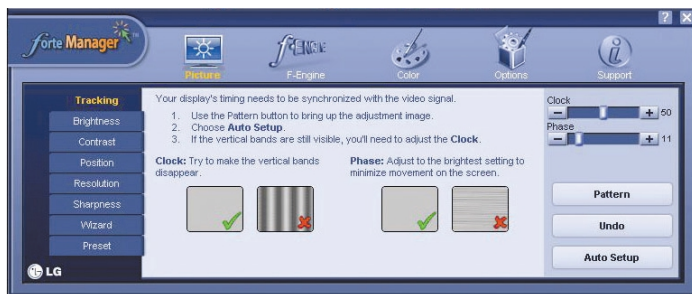 ? X
forte Manager™
F-ENGINE
Picture
F-Engine
Color
Options
Support
Tracking
Brightness
Contrast
Position
Resolution
Sharpness
Wizard
Preset
LG
Your display's timing needs to be synchronized with the video signal.
1. Use the Pattern button to bring up the adjustment image.
2. Choose Auto Setup.
3. If the vertical bands are still visible, you'll need to adjust the Clock.
Clock: Try to make the vertical bands
disappear.
Phase: Adjust to the brightest setting to
minimize movement on the screen.
Clock
- + 50
Phase
- + 11
Pattern
Undo
Auto Setup